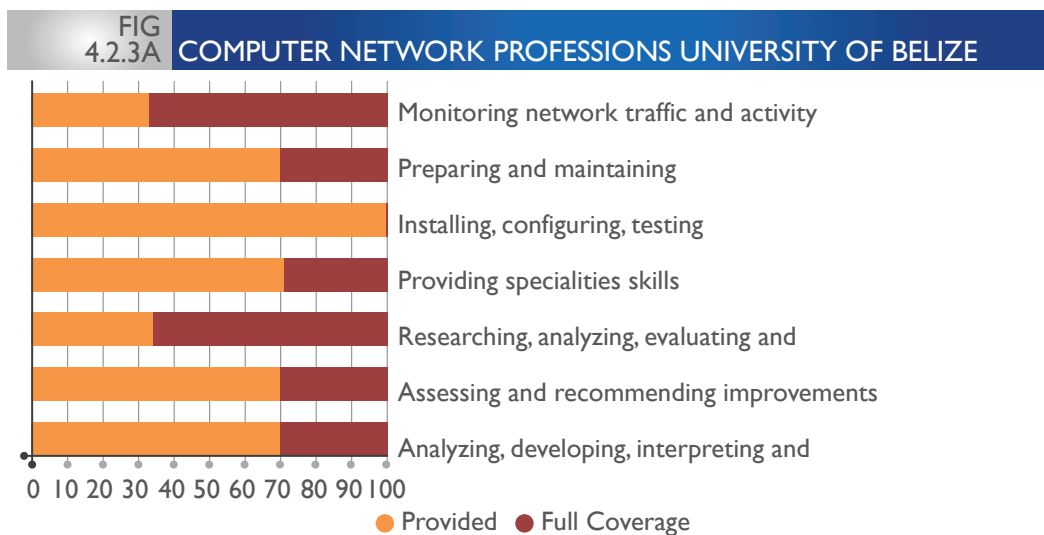 FIG
4.2.3A COMPUTER NETWORK PROFESSIONS UNIVERSITY OF BELIZE
Monitoring network traffic and activity
Preparing and maintaining
Installing, configuring, testing
Providing specialities skills
Researching, analyzing, evaluating and
Assessing and recommending improvements
Analyzing, developing, interpreting and
0 10 20 30 40 50 60 70 80 90 100
Provided Full Coverage